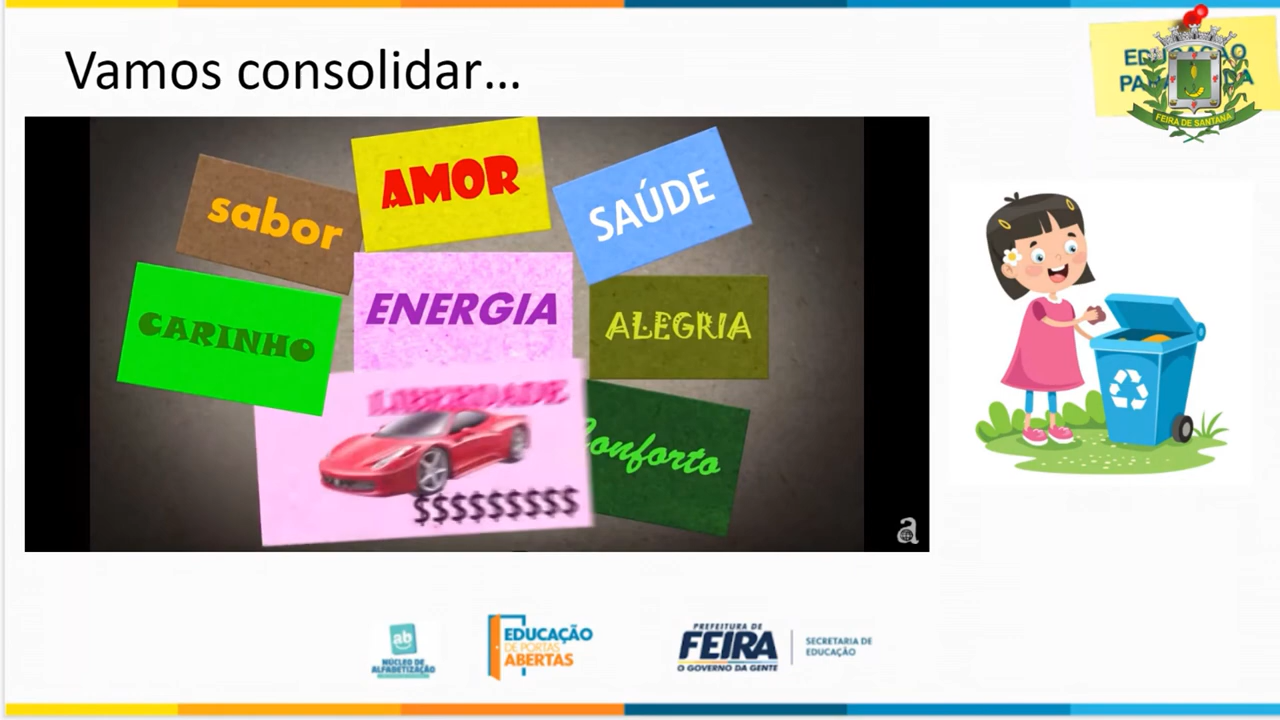 Vamos consolidar...
FEIRA DE SANTANA
sabor
AMOR
SAÚDE
CARINHO
ENERGIA
ALEGRIA
LIBERDADE
Conforto
$$$$$$$$$
a
ab
NÚCLEO DE
ALFABETIZAÇÃO
EDUCAÇÃO
DE PORTAS
ABERTAS
PREFEITURA DE
FEIRA
O GOVERNO DA GENTE
SECRETARIA DE
EDUCAÇÃO